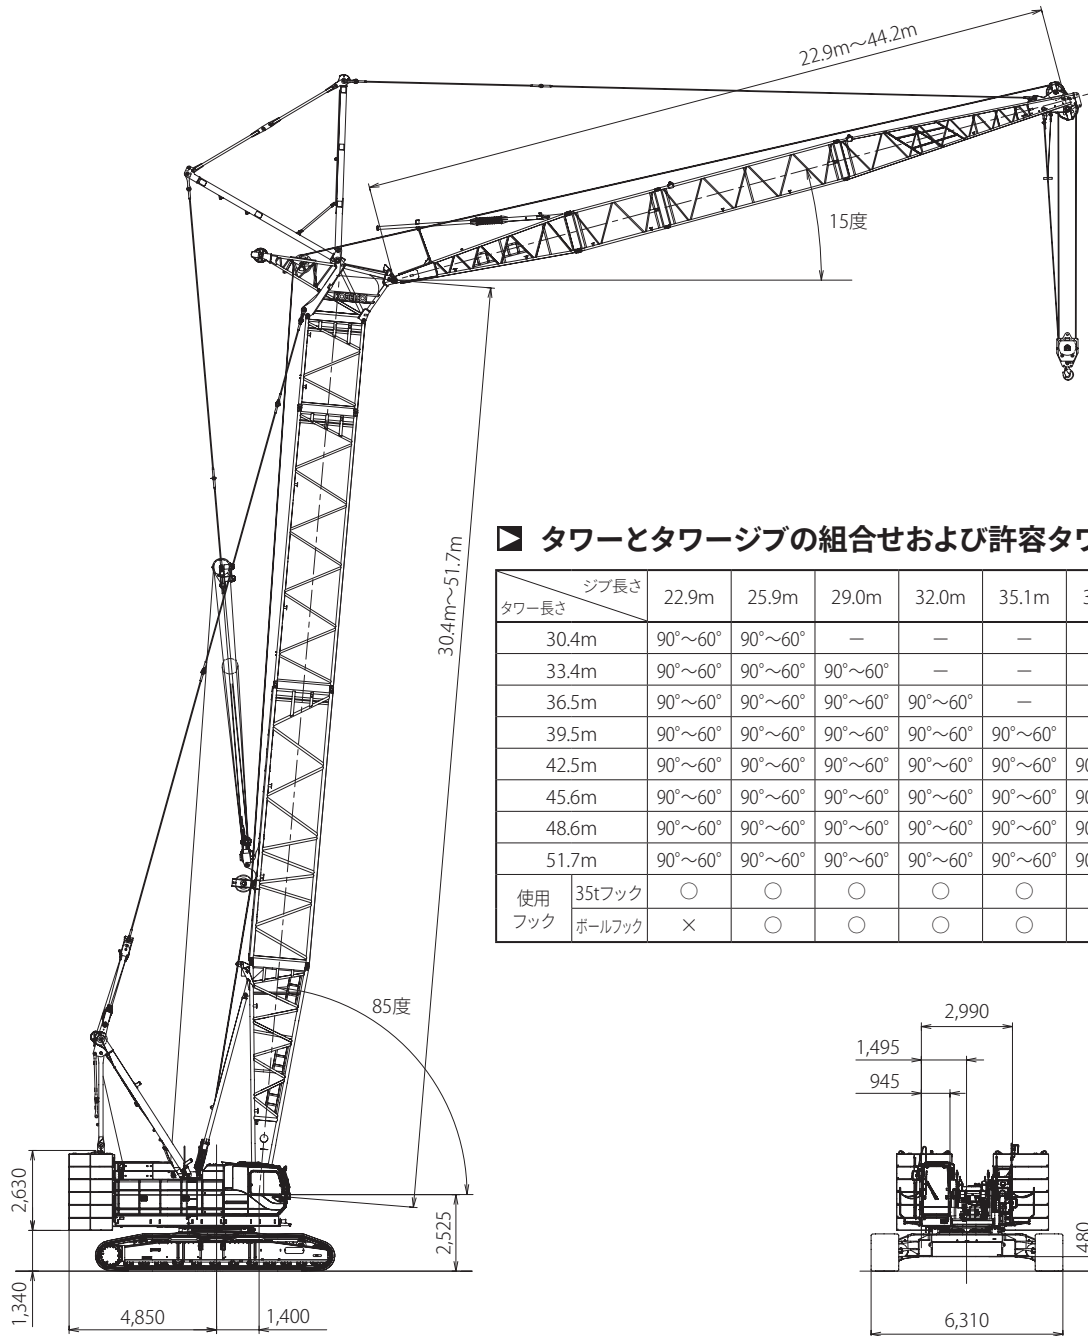 22.9m～44.2m
15度
30.4m～51.7m
タワーとタワージブの組合せおよび許容タワ
ジブ長さ
タワー長さ
22.9m 25.9m 29.0m 32.0m 35.1m 3
30.4m 90°～60° 90°～60° － － －
33.4m 90°～60° 90°～60° 90°～60° － －
36.5m 90°～60° 90°～60° 90°～60° 90°～60° －
39.5m 90°～60° 90°～60° 90°～60° 90°～60° 90°～60°
42.5m 90°～60° 90°～60° 90°～60° 90°～60° 90°～60° 90
45.6m 90°～60° 90°～60° 90°～60° 90°～60° 90°～60° 90
48.6m 90°～60° 90°～60° 90°～60° 90°～60° 90°～60° 90
51.7m 90°～60° 90°～60° 90°～60° 90°～60° 90°～60° 90
使用
フック
35tフック ○ ○ ○ ○ ○
ボールフック × ○ ○ ○ ○
85度
2,630
1,340
4,850
1,400
2,525
2,990
1,495
945
480
6,310